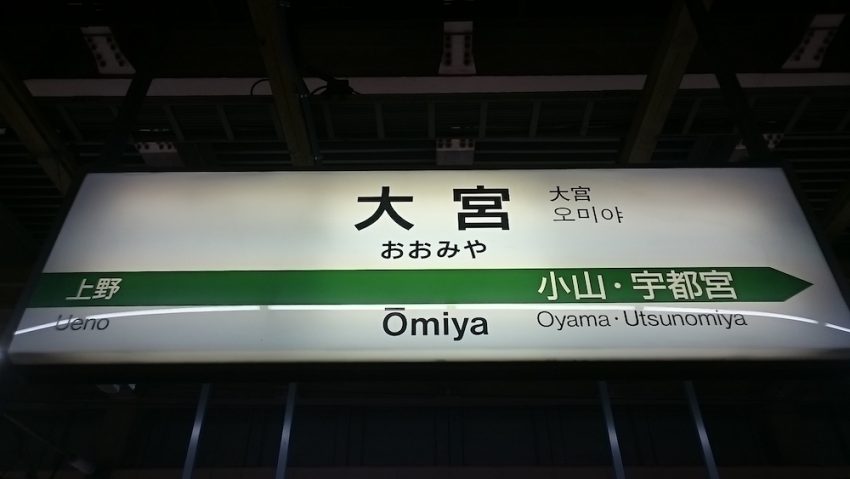 大宮
おおみや
大宫
오미야
上野
小山・宇都宮
Ueno
Ōmiya
Oyama・Utsunomiya